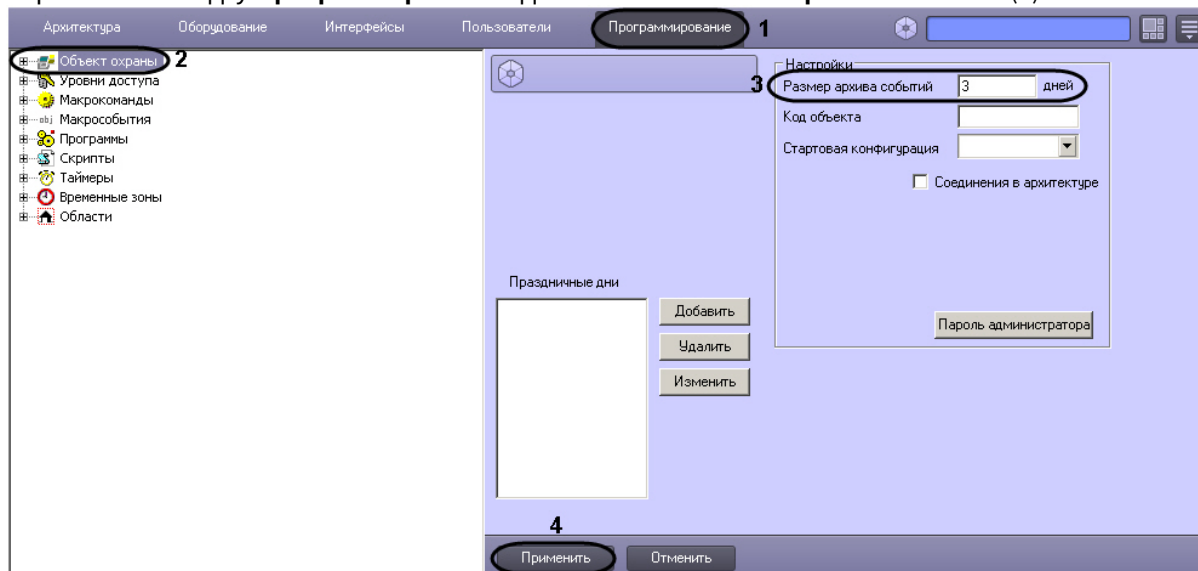 Архитектура Оборудование Интерфейсы Пользователи Программирование 1
Объект охраны 2
Уровни доступа
Макрокоманды
obj Макрособытия
Программы
Скрипты
Таймеры
Временные зоны
Области
Настройки
3 Размер архива событий 3 дней
Код объекта
Стартовая конфигурация
Соединения в архитектуре
Пароль администратора
Праздничные дни
Добавить
Удалить
Изменить
4
Применить Отменить